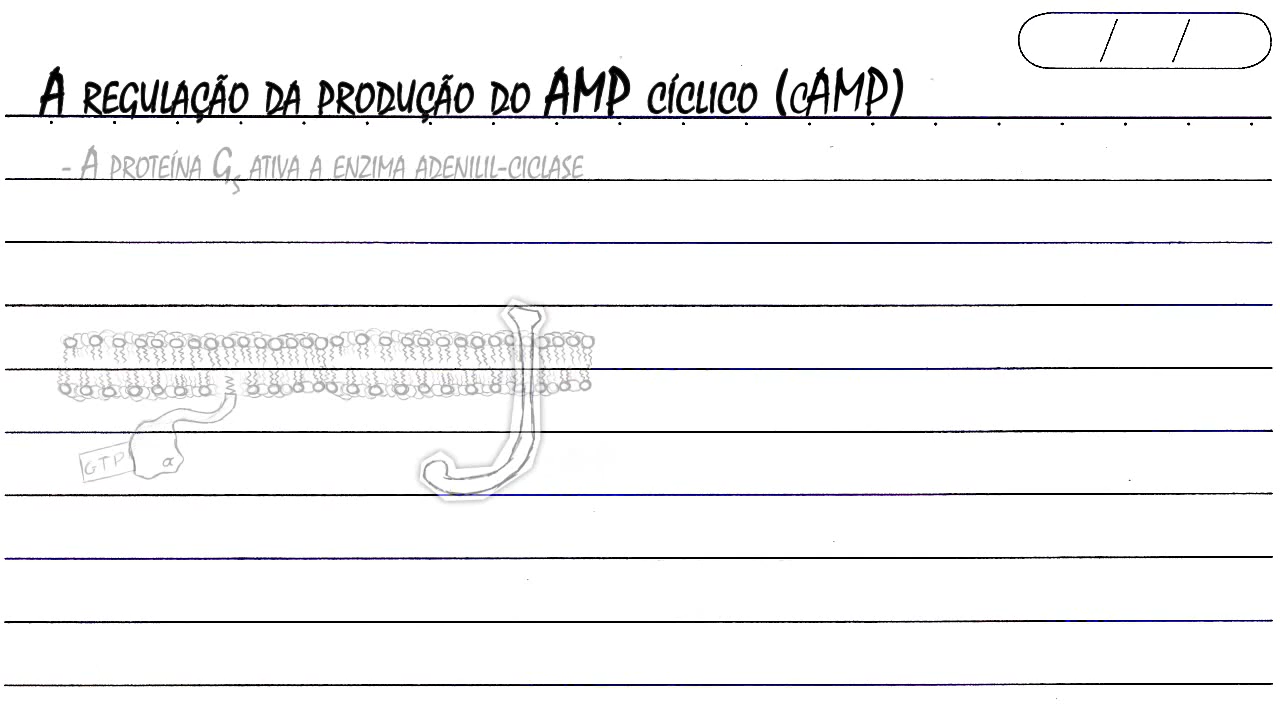 A REGULAÇÃO DA PRODUÇÃO DO AMP CÍCLICO (cAMP)
- A PROTEÍNA Gs ATIVA A ENZIMA ADENILIL-CICLASE
GTP α